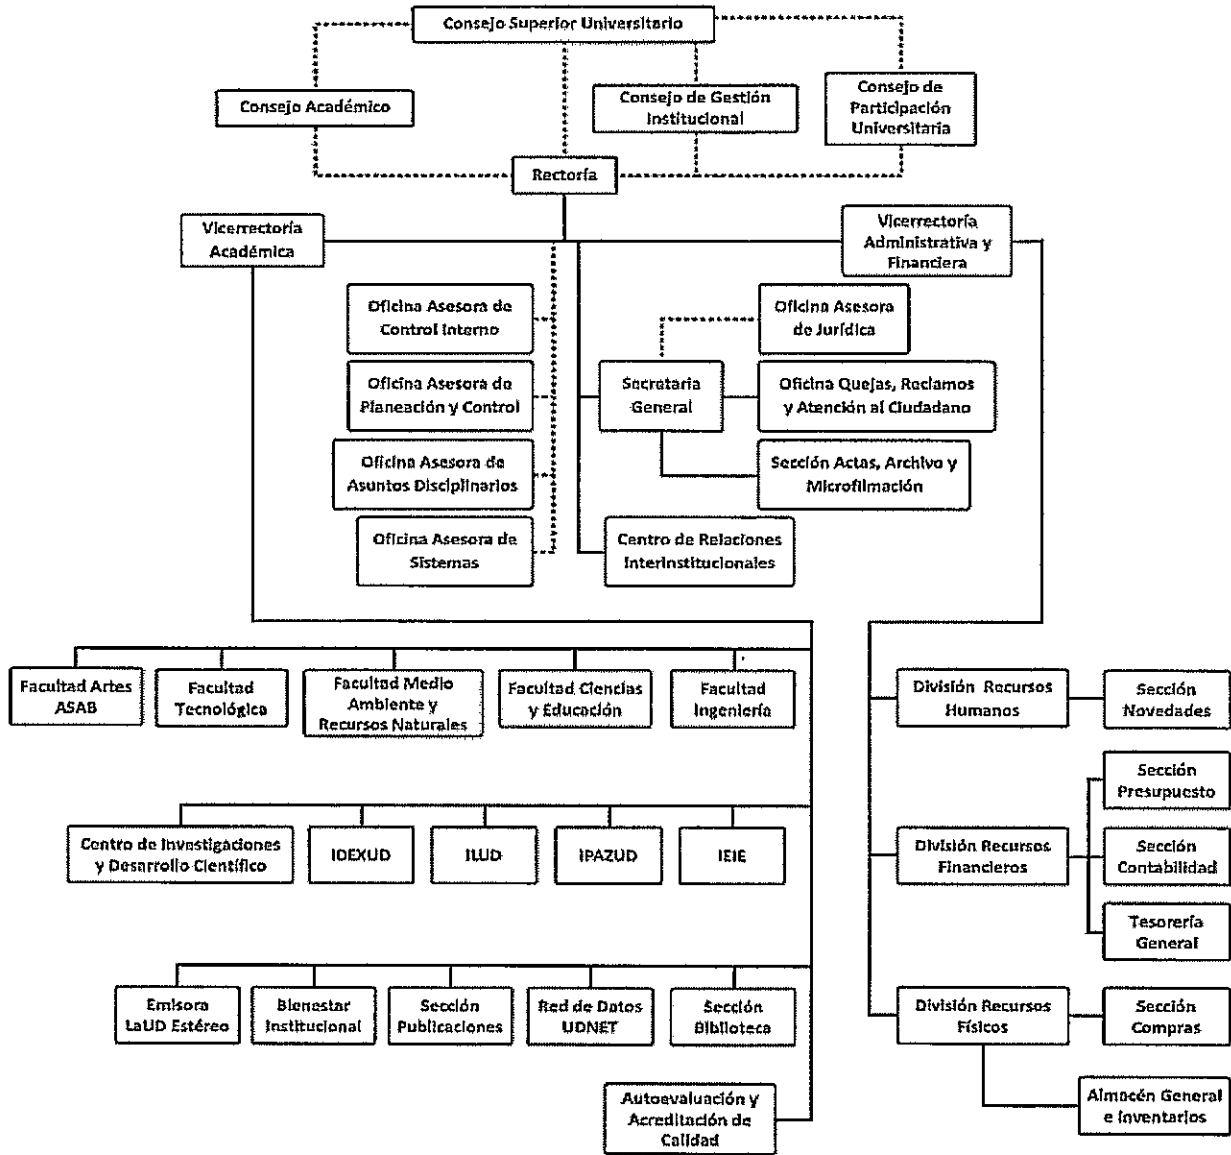 Consejo Superior Universitario
Consejo Académico
Consejo de Gestión
Institucional
Consejo de
Participación
Universitaria
Rectoría
Vicerrectoría
Académica
Vicerrectoría
Administrativa y
Financiera
Oficina Asesora de
Control Interno
Oficina Asesora
de Jurídica
Oficina Asesora de
Planeación y Control
Secretaria
General
Oficina Quejas, Reclamos
y Atención al Ciudadano
Oficina Asesora de
Asuntos Disciplinarios
Sección Actas, Archivo y
Microfilmación
Oficina Asesora de
Sistemas
Centro de Relaciones
Interinstitucionales
Facultad Artes
ASAB
Facultad
Tecnológica
Facultad Medio
Ambiente y
Recursos Naturales
Facultad Ciencias
y Educación
Facultad
Ingeniería
División Recursos
Humanos
Sección
Novedades
Sección
Presupuesto
Centro de Investigaciones
y Desarrollo Científico
IDEXUD
ILUD
IPAZUD
IEIE
División Recursos
Financieros
Sección
Contabilidad
Tesorería
General
Emisora
LaUD Estéreo
Bienestar
Institucional
Sección
Publicaciones
Red de Datos
UDNET
Sección
Biblioteca
División Recursos
Físicos
Sección
Compras
Autoevaluación y
Acreditación de
Calidad
Almacén General
e Inventarios